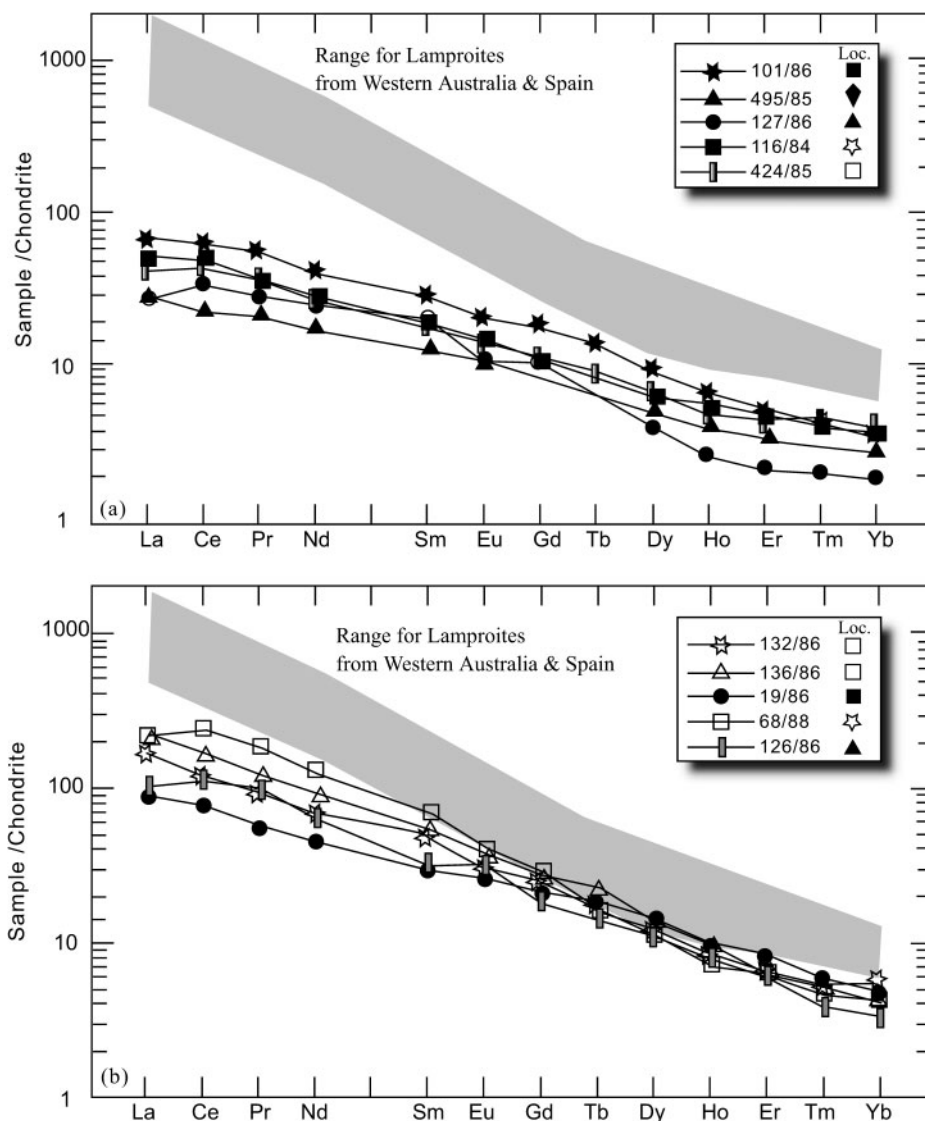 1000
100
10
1
Sample /Chondrite
Range for Lamproites
from Western Australia & Spain
Loc.
101/86
495/85
127/86
116/84
424/85
(a)
La Ce Pr Nd Sm Eu Gd Tb Dy Ho Er Tm Yb
1000
100
10
1
Sample /Chondrite
Range for Lamproites
from Western Australia & Spain
Loc.
132/86
136/86
19/86
68/88
126/86
(b)
La Ce Pr Nd Sm Eu Gd Tb Dy Ho Er Tm Yb